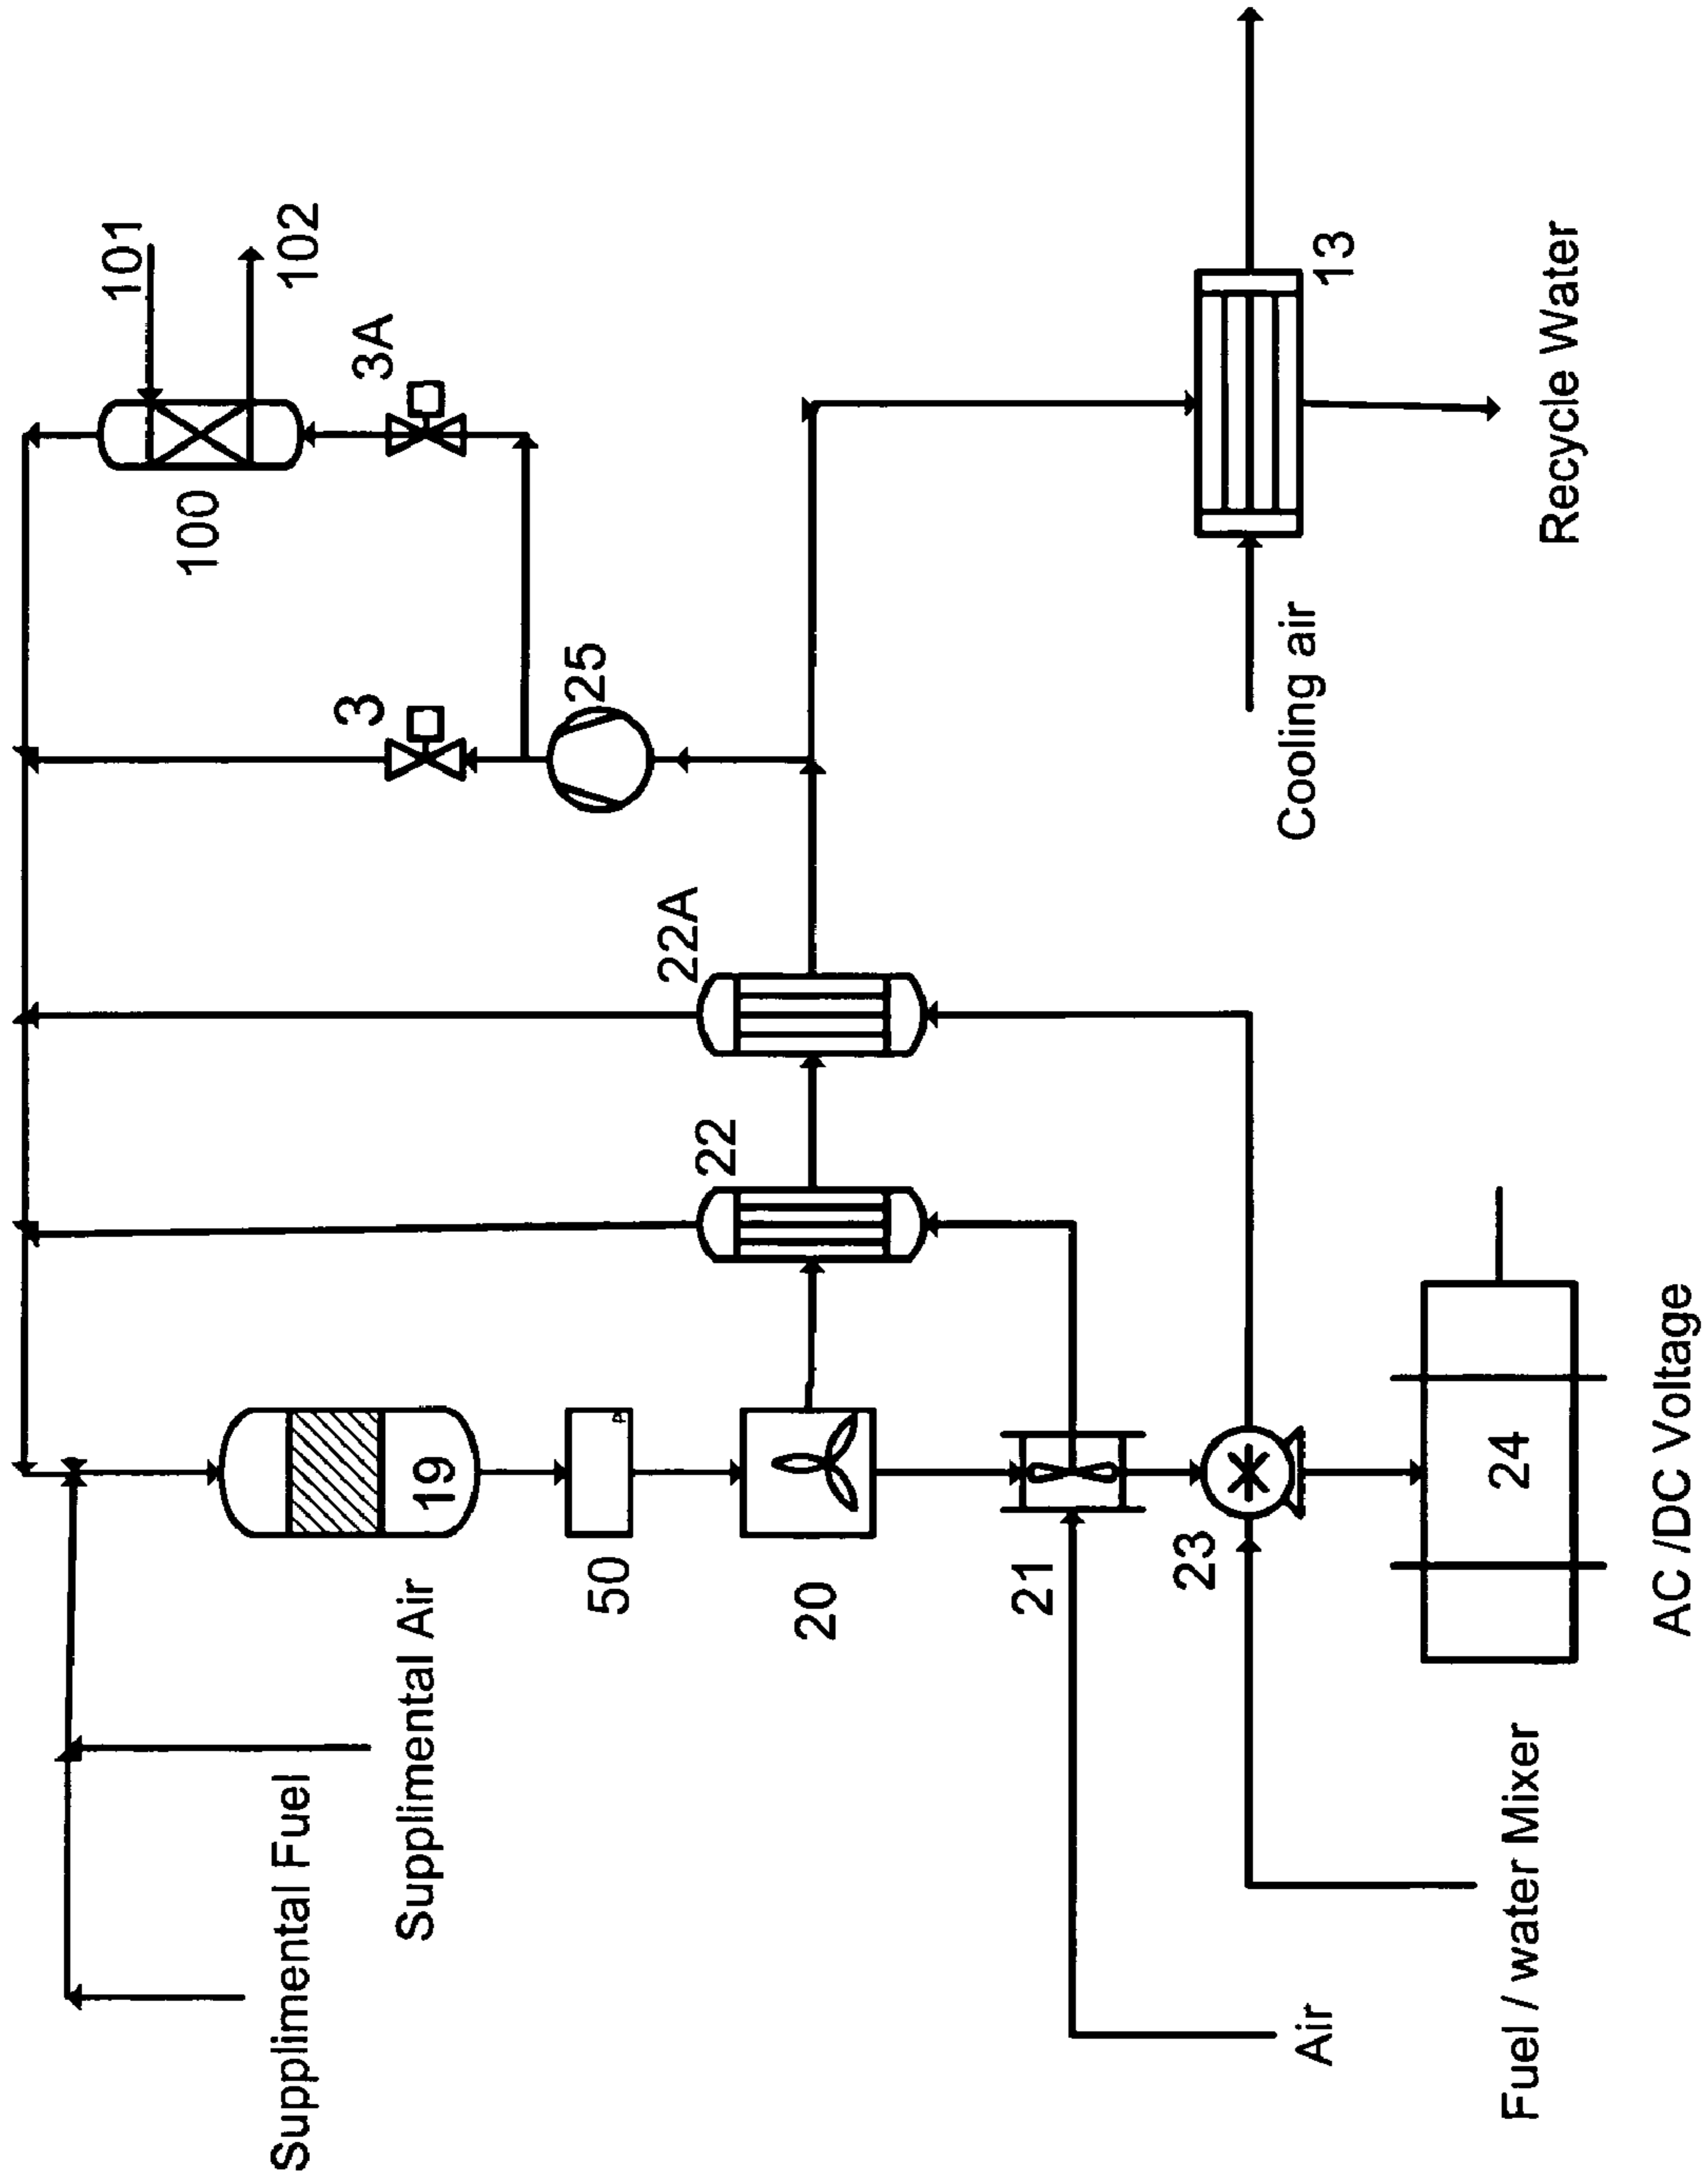 101
102
3A
100
3
25
13
Recycle Water
Cooling air
22A
22
19
50
P
20
21
23
24
AC /DC Voltage
Supplimental Fuel
Supplimental Air
Air
Fuel / water Mixer